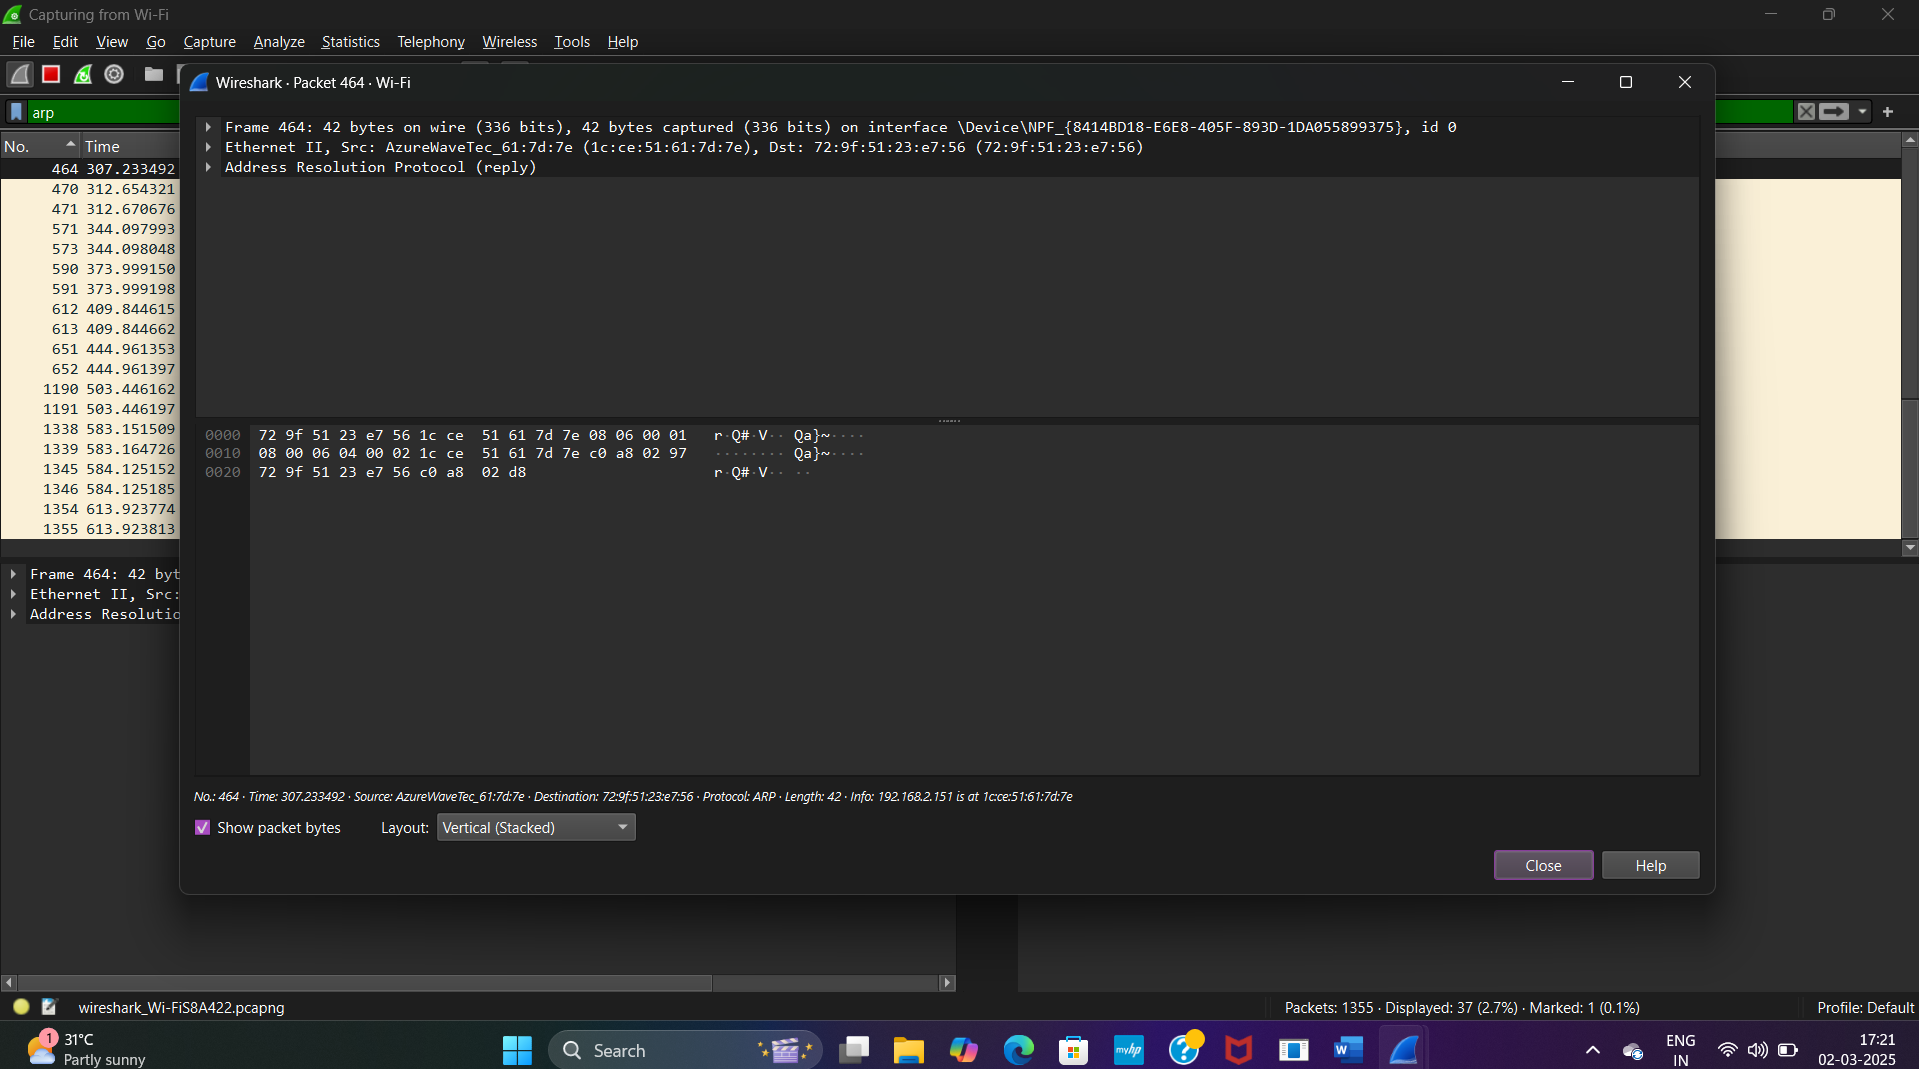 Capturing from Wi-Fi
File Edit View Go Capture Analyze Statistics Telephony Wireless Tools Help
Wireshark · Packet 464 · Wi-Fi
arp
No. Time
464 307.233492
470 312.654321
471 312.670676
571 344.097993
573 344.098048
590 373.999150
591 373.999198
612 409.844615
613 409.844662
651 444.961353
652 444.961397
1190 503.446162
1191 503.446197
1338 583.151509
1339 583.164726
1345 584.125152
1346 584.125185
1354 613.923774
1355 613.923813
Frame 464: 42 byt
Ethernet II, Src:
Address Resolutio
Frame 464: 42 bytes on wire (336 bits), 42 bytes captured (336 bits) on interface \Device\NPF_{8414BD18-E6E8-405F-893D-1DA055899375}, id 0
Ethernet II, Src: AzureWaveTec_61:7d:7e (1c:ce:51:61:7d:7e), Dst: 72:9f:51:23:e7:56 (72:9f:51:23:e7:56)
Address Resolution Protocol (reply)
0000 72 9f 51 23 e7 56 1c ce 51 61 7d 7e 08 06 00 01 r·Q#·V·· Qa}~····
0010 08 00 06 04 00 02 1c ce 51 61 7d 7e c0 a8 02 97 ········ Qa}~····
0020 72 9f 51 23 e7 56 c0 a8 02 d8 r·Q#·V·· ··
No.: 464 · Time: 307.233492 · Source: AzureWaveTec_61:7d:7e · Destination: 72:9f:51:23:e7:56 · Protocol: ARP · Length: 42 · Info: 192.168.2.151 is at 1c:ce:51:61:7d:7e
Show packet bytes Layout: Vertical (Stacked)
Close Help
wireshark_Wi-FiS8A422.pcapng Packets: 1355 · Displayed: 37 (2.7%) · Marked: 1 (0.1%) Profile: Default
1
31°C
Partly sunny
Search
myhp
W
ENG
IN
17:21
02-03-2025